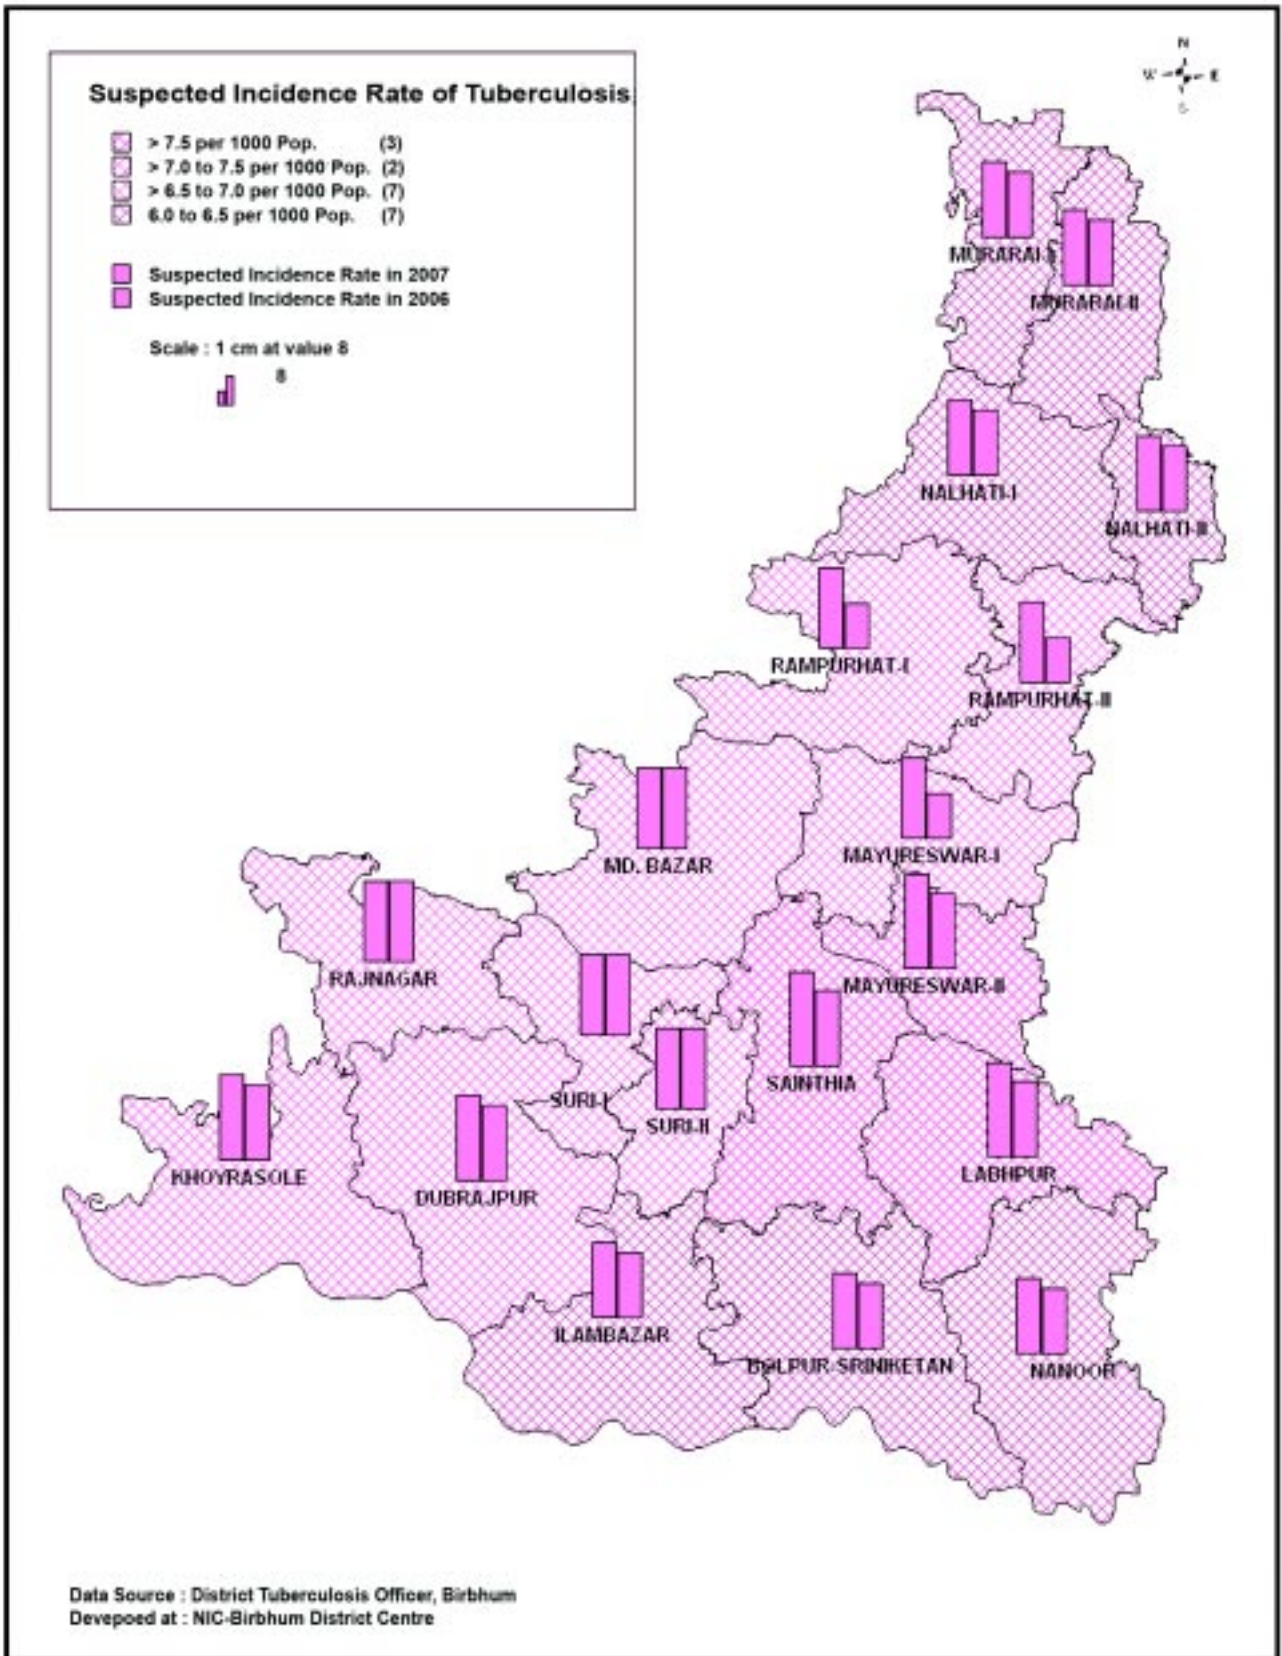 N
W E
S
Suspected Incidence Rate of Tuberculosis
> 7.5 per 1000 Pop. (3)
> 7.0 to 7.5 per 1000 Pop. (2)
> 6.5 to 7.0 per 1000 Pop. (7)
6.0 to 6.5 per 1000 Pop. (7)
Suspected Incidence Rate in 2007
Suspected Incidence Rate in 2006
Scale : 1 cm at value 8
8
MURARAI-I
MURARAI-II
NALHATI-I
NALHATI-II
RAMPURHAT-I
RAMPURHAT-II
MAYURESWAR-I
MD. BAZAR
RAJNAGAR
MAYURESWAR-II
SAINTHIA
SURI-I
SURI-II
KHOYRASOLE
DUBRAJPUR
LABHPUR
ILAMBAZAR
BOLPUR-SRINIKETAN
NANOOR
Data Source : District Tuberculosis Officer, Birbhum
Devepoed at : NIC-Birbhum District Centre